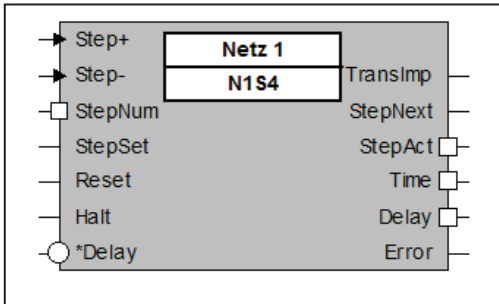 Step+
Netz 1
Step-
N1S4
TransImp
StepNum
StepNext
StepSet
StepAct
Reset
Time
Halt
Delay
*Delay
Error